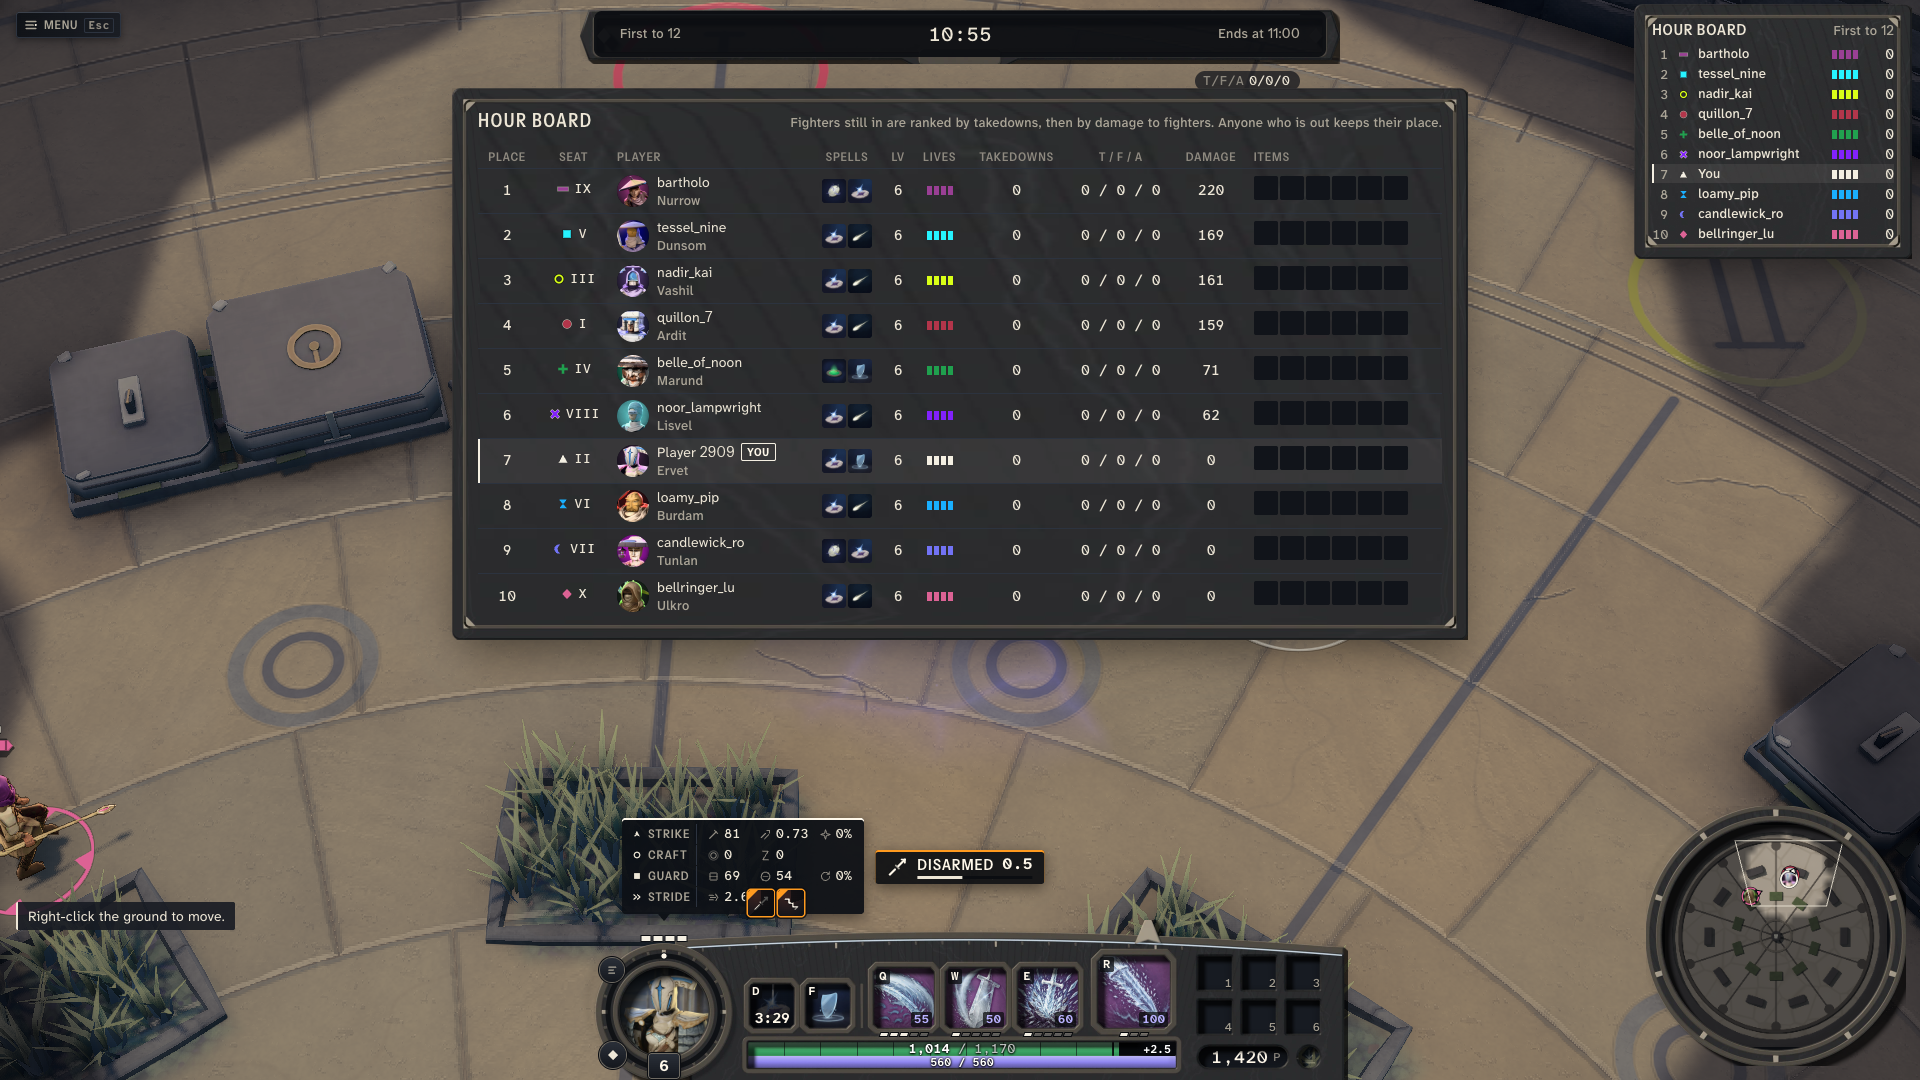 MENU Esc
First to 12 10:55 Ends at 11:00
T/F/A 0/0/0
HOUR BOARD First to 12
1 bartholo 0
2 tessel_nine 0
3 nadir_kai 0
4 quillon_7 0
5 belle_of_noon 0
6 noor_lampwright 0
7 You 0
8 loamy_pip 0
9 candlewick_ro 0
10 bellringer_lu 0
HOUR BOARD Fighters still in are ranked by takedowns, then by damage to fighters. Anyone who is out keeps their place.
PLACE SEAT PLAYER SPELLS LV LIVES TAKEDOWNS T / F / A DAMAGE ITEMS
1 IX bartholo 6 0 0 / 0 / 0 220
Nurrow
2 V tessel_nine 6 0 0 / 0 / 0 169
Dunsom
3 III nadir_kai 6 0 0 / 0 / 0 161
Vashil
4 I quillon_7 6 0 0 / 0 / 0 159
Ardit
5 IV belle_of_noon 6 0 0 / 0 / 0 71
Marund
6 VIII noor_lampwright 6 0 0 / 0 / 0 62
Lisvel
7 II Player 2909 YOU 6 0 0 / 0 / 0 0
Ervet
8 VI loamy_pip 6 0 0 / 0 / 0 0
Burdam
9 VII candlewick_ro 6 0 0 / 0 / 0 0
Tunlan
10 X bellringer_lu 6 0 0 / 0 / 0 0
Ulkro
STRIKE 81 0.73 0%
CRAFT 0 0
GUARD 69 54 0%
STRIDE
DISARMED 0.5
Right-click the ground to move.
D 3:29
F
Q 55
W 50
E 60
R 100
1 2 3
4 5 6
1,014 / 1,170 +2.5
560 / 560
6
1,420 P